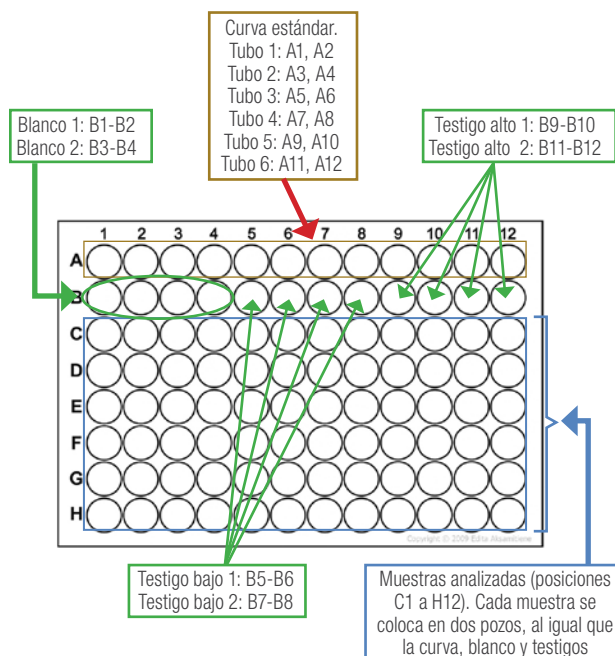 Curva estándar.
Tubo 1: A1, A2
Tubo 2: A3, A4
Tubo 3: A5, A6
Tubo 4: A7, A8
Tubo 5: A9, A10
Tubo 6: A11, A12
Blanco 1: B1-B2
Blanco 2: B3-B4
Testigo alto 1: B9-B10
Testigo alto 2: B11-B12
1 2 3 4 5 6 7 8 9 10 11 12
A
B
C
D
E
F
G
H
Copyright © 2009 Edita Aksamitiene
Testigo bajo 1: B5-B6
Testigo bajo 2: B7-B8
Muestras analizadas (posiciones
C1 a H12). Cada muestra se
coloca en dos pozos, al igual que
la curva, blanco y testigos